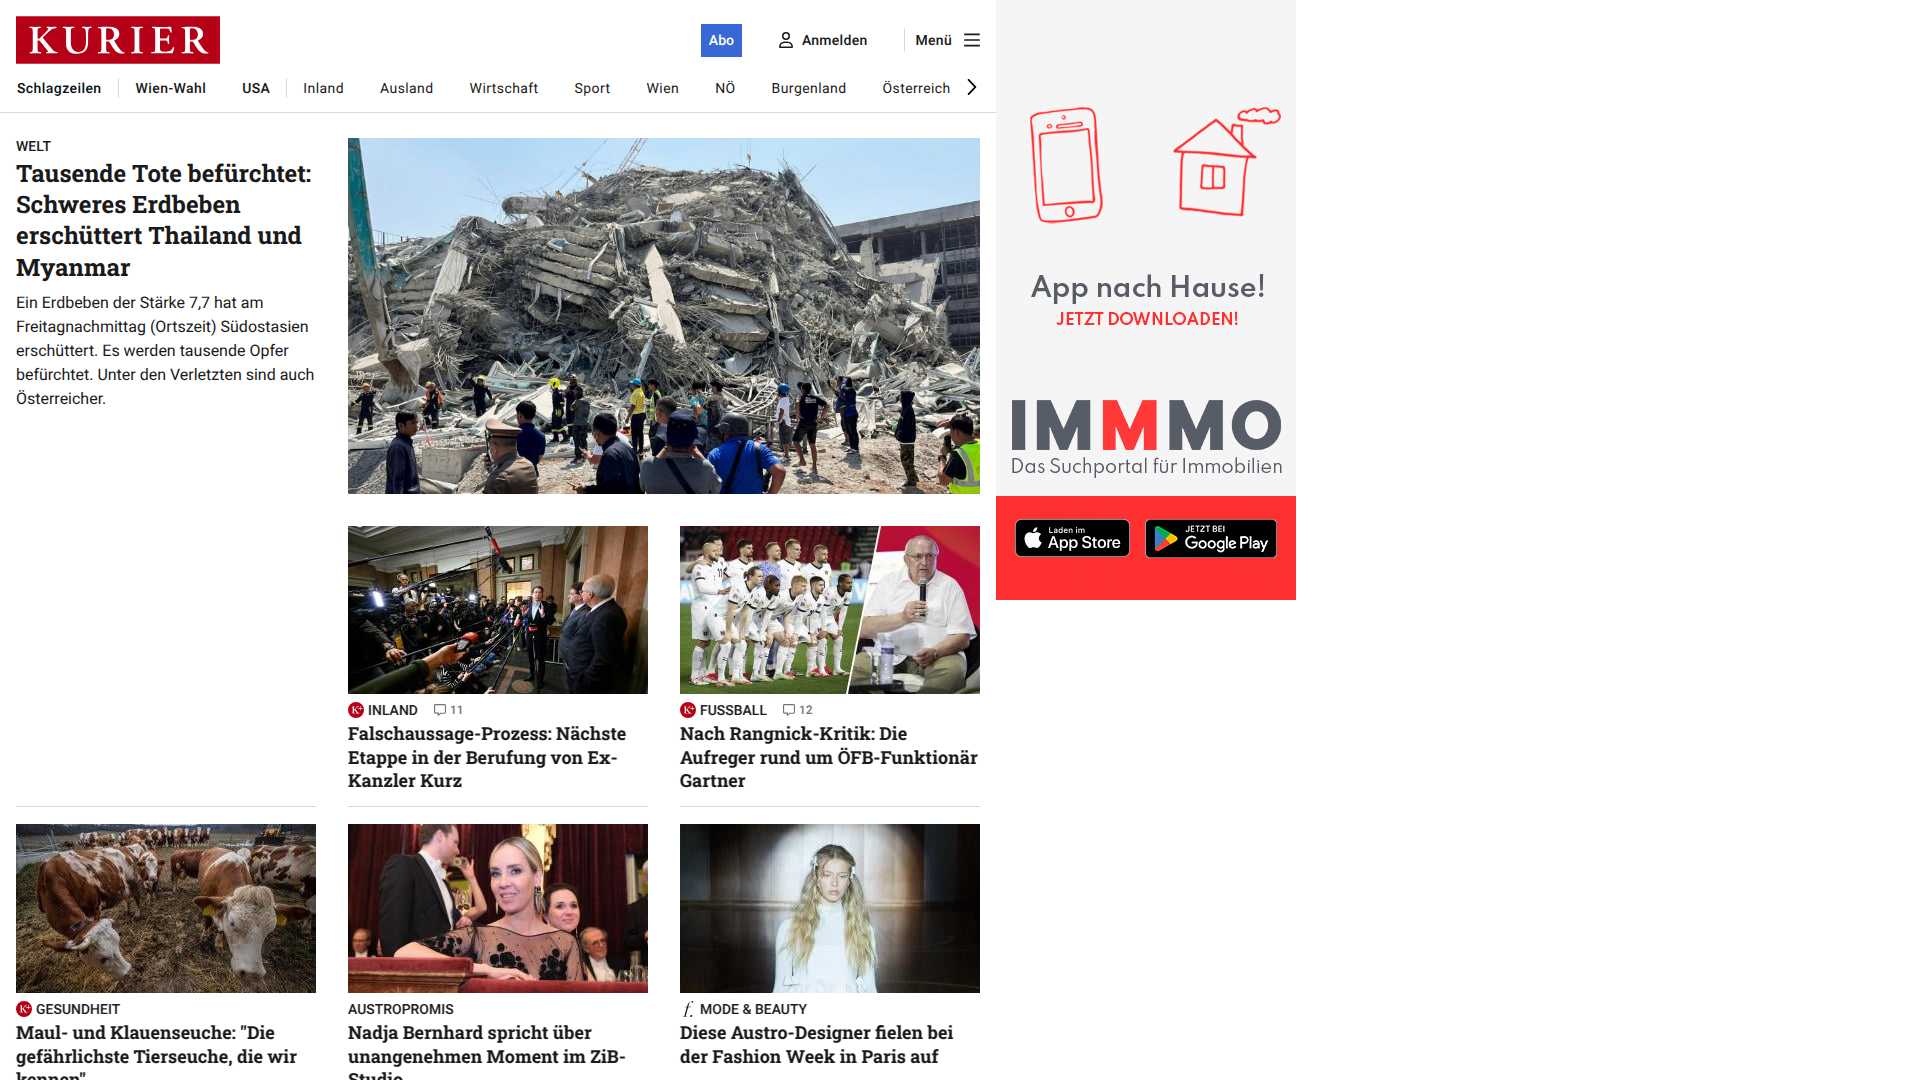 KURIER
Abo
Anmelden
Menü
Schlagzeilen
Wien-Wahl
USA
Inland
Ausland
Wirtschaft
Sport
Wien
NÖ
Burgenland
Österreich
WELT
Tausende Tote befürchtet:
Schweres Erdbeben
erschüttert Thailand und
Myanmar
Ein Erdbeben der Stärke 7,7 hat am
Freitagnachmittag (Ortszeit) Südostasien
erschüttert. Es werden tausende Opfer
befürchtet. Unter den Verletzten sind auch
Österreicher.
INLAND 11
Falschaussage-Prozess: Nächste
Etappe in der Berufung von Ex-
Kanzler Kurz
FUSSBALL 12
Nach Rangnick-Kritik: Die
Aufreger rund um ÖFB-Funktionär
Gartner
GESUNDHEIT
Maul- und Klauenseuche: "Die
gefährlichste Tierseuche, die wir
kennen"
AUSTROPROMIS
Nadja Bernhard spricht über
unangenehmen Moment im ZiB-
Studio
MODE & BEAUTY
Diese Austro-Designer fielen bei
der Fashion Week in Paris auf
App nach Hause!
JETZT DOWNLOADEN!
IMMMO
Das Suchportal für Immobilien
Laden im
App Store
JETZT BEI
Google Play